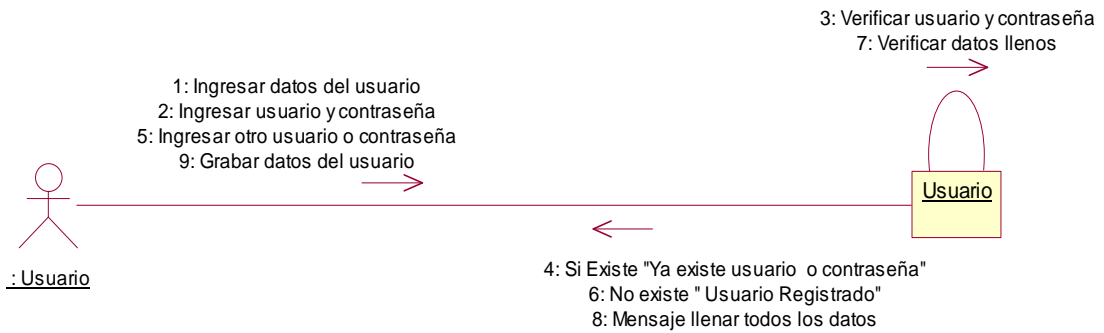 3: Verificar usuario y contraseña
7: Verificar datos llenos
1: Ingresar datos del usuario
2: Ingresar usuario y contraseña
5: Ingresar otro usuario o contraseña
9: Grabar datos del usuario
Usuario
: Usuario
4: Si Existe "Ya existe usuario o contraseña"
6: No existe " Usuario Registrado"
8: Mensaje llenar todos los datos